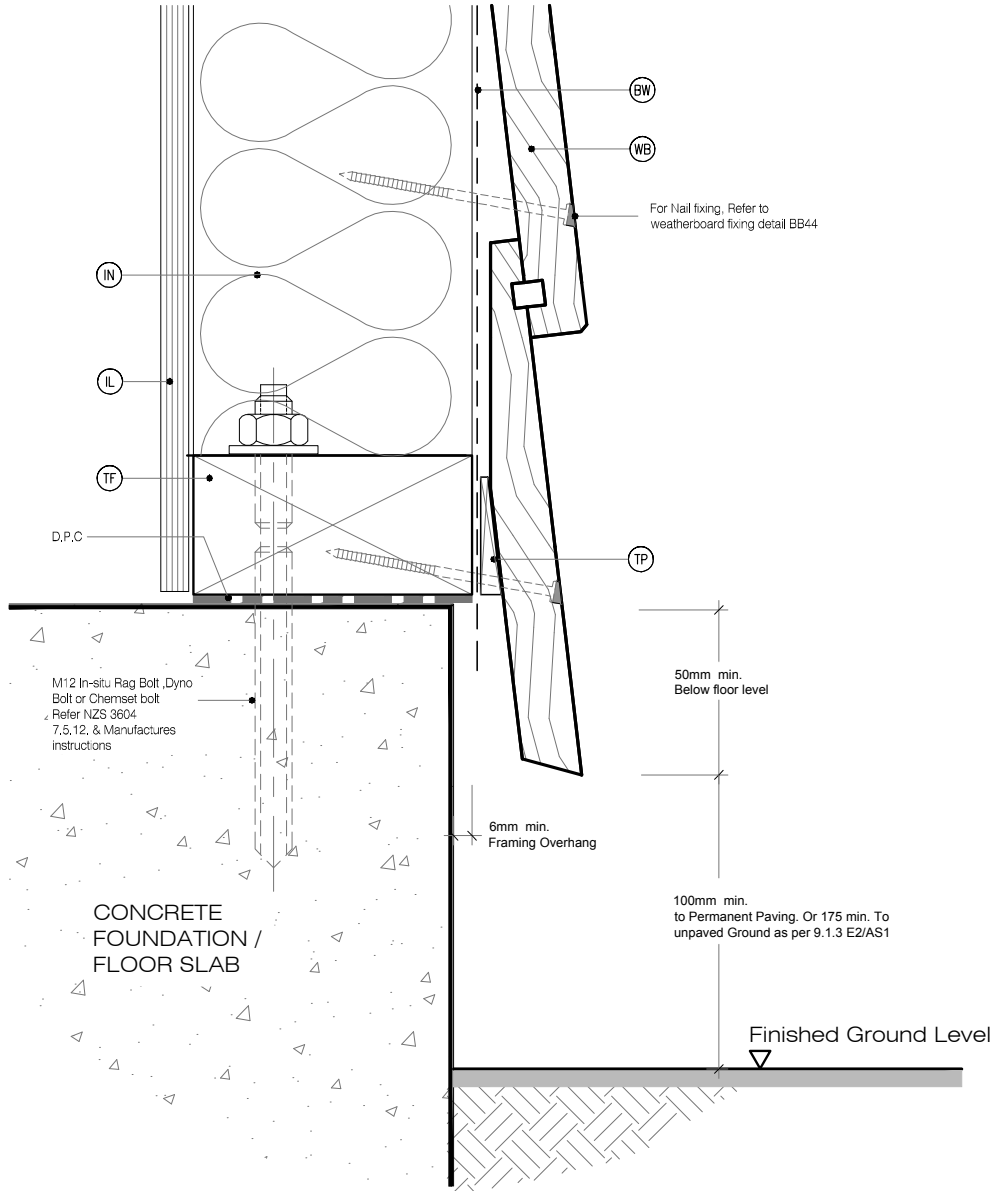 BW
WB
For Nail fixing, Refer to
weatherboard fixing detail BB44
IN
IL
TF
D.P.C
TP
M12 In-situ Rag Bolt ,Dyno
Bolt or Chemset bolt
Refer NZS 3604
7.5.12, & Manufactures
instructions
50mm min.
Below floor level
6mm min.
Framing Overhang
100mm min.
to Permanent Paving. Or 175 min. To
unpaved Ground as per 9.1.3 E2/AS1
CONCRETE
FOUNDATION /
FLOOR SLAB
Finished Ground Level